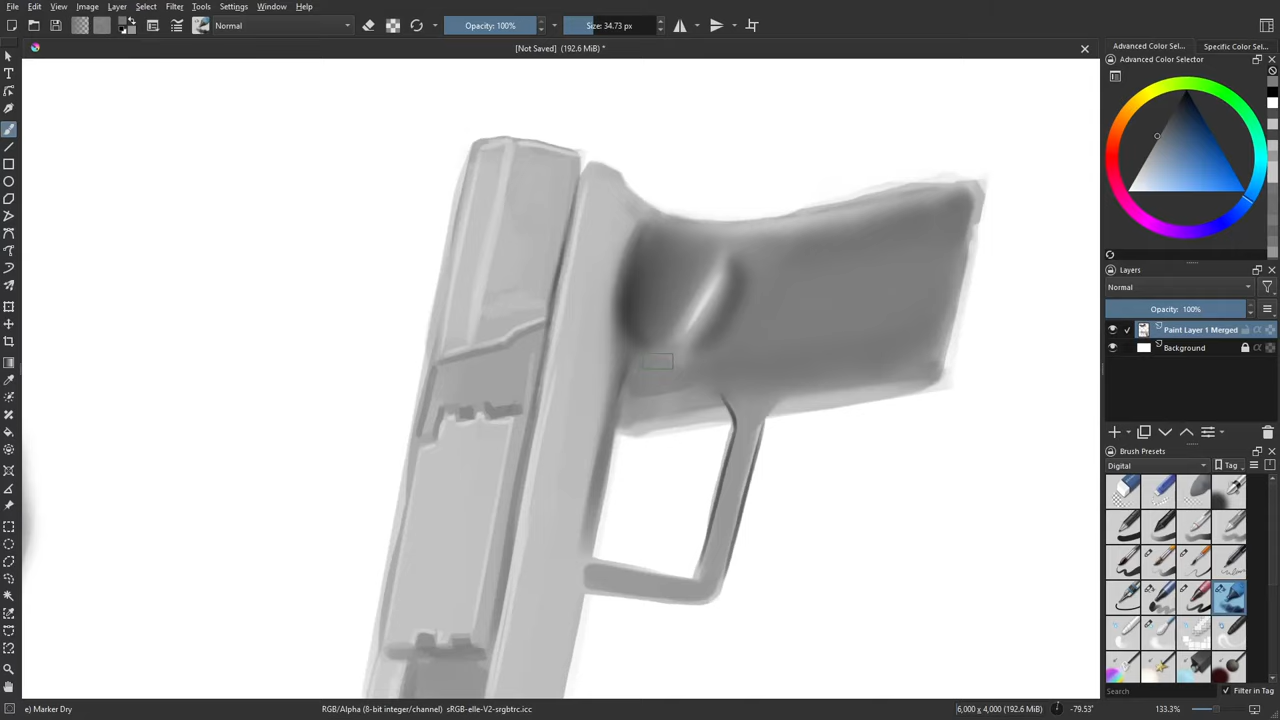 File Edit View Image Layer Select Filter Tools Settings Window Help
Normal Opacity: 100% Size: 34.73 px
[Not Saved] (192.6 MiB) *
Advanced Color Sel... Specific Color Sel...
Advanced Color Selector
Layers
Normal
Opacity: 100%
Paint Layer 1 Merged
Background
Brush Presets
Digital Tag
Search Filter in Tag
e) Marker Dry RGB/Alpha (8-bit integer/channel) sRGB-elle-V2-srgbtrc.icc 6,000 x 4,000 (192.6 MiB) -79.53° 133.3%